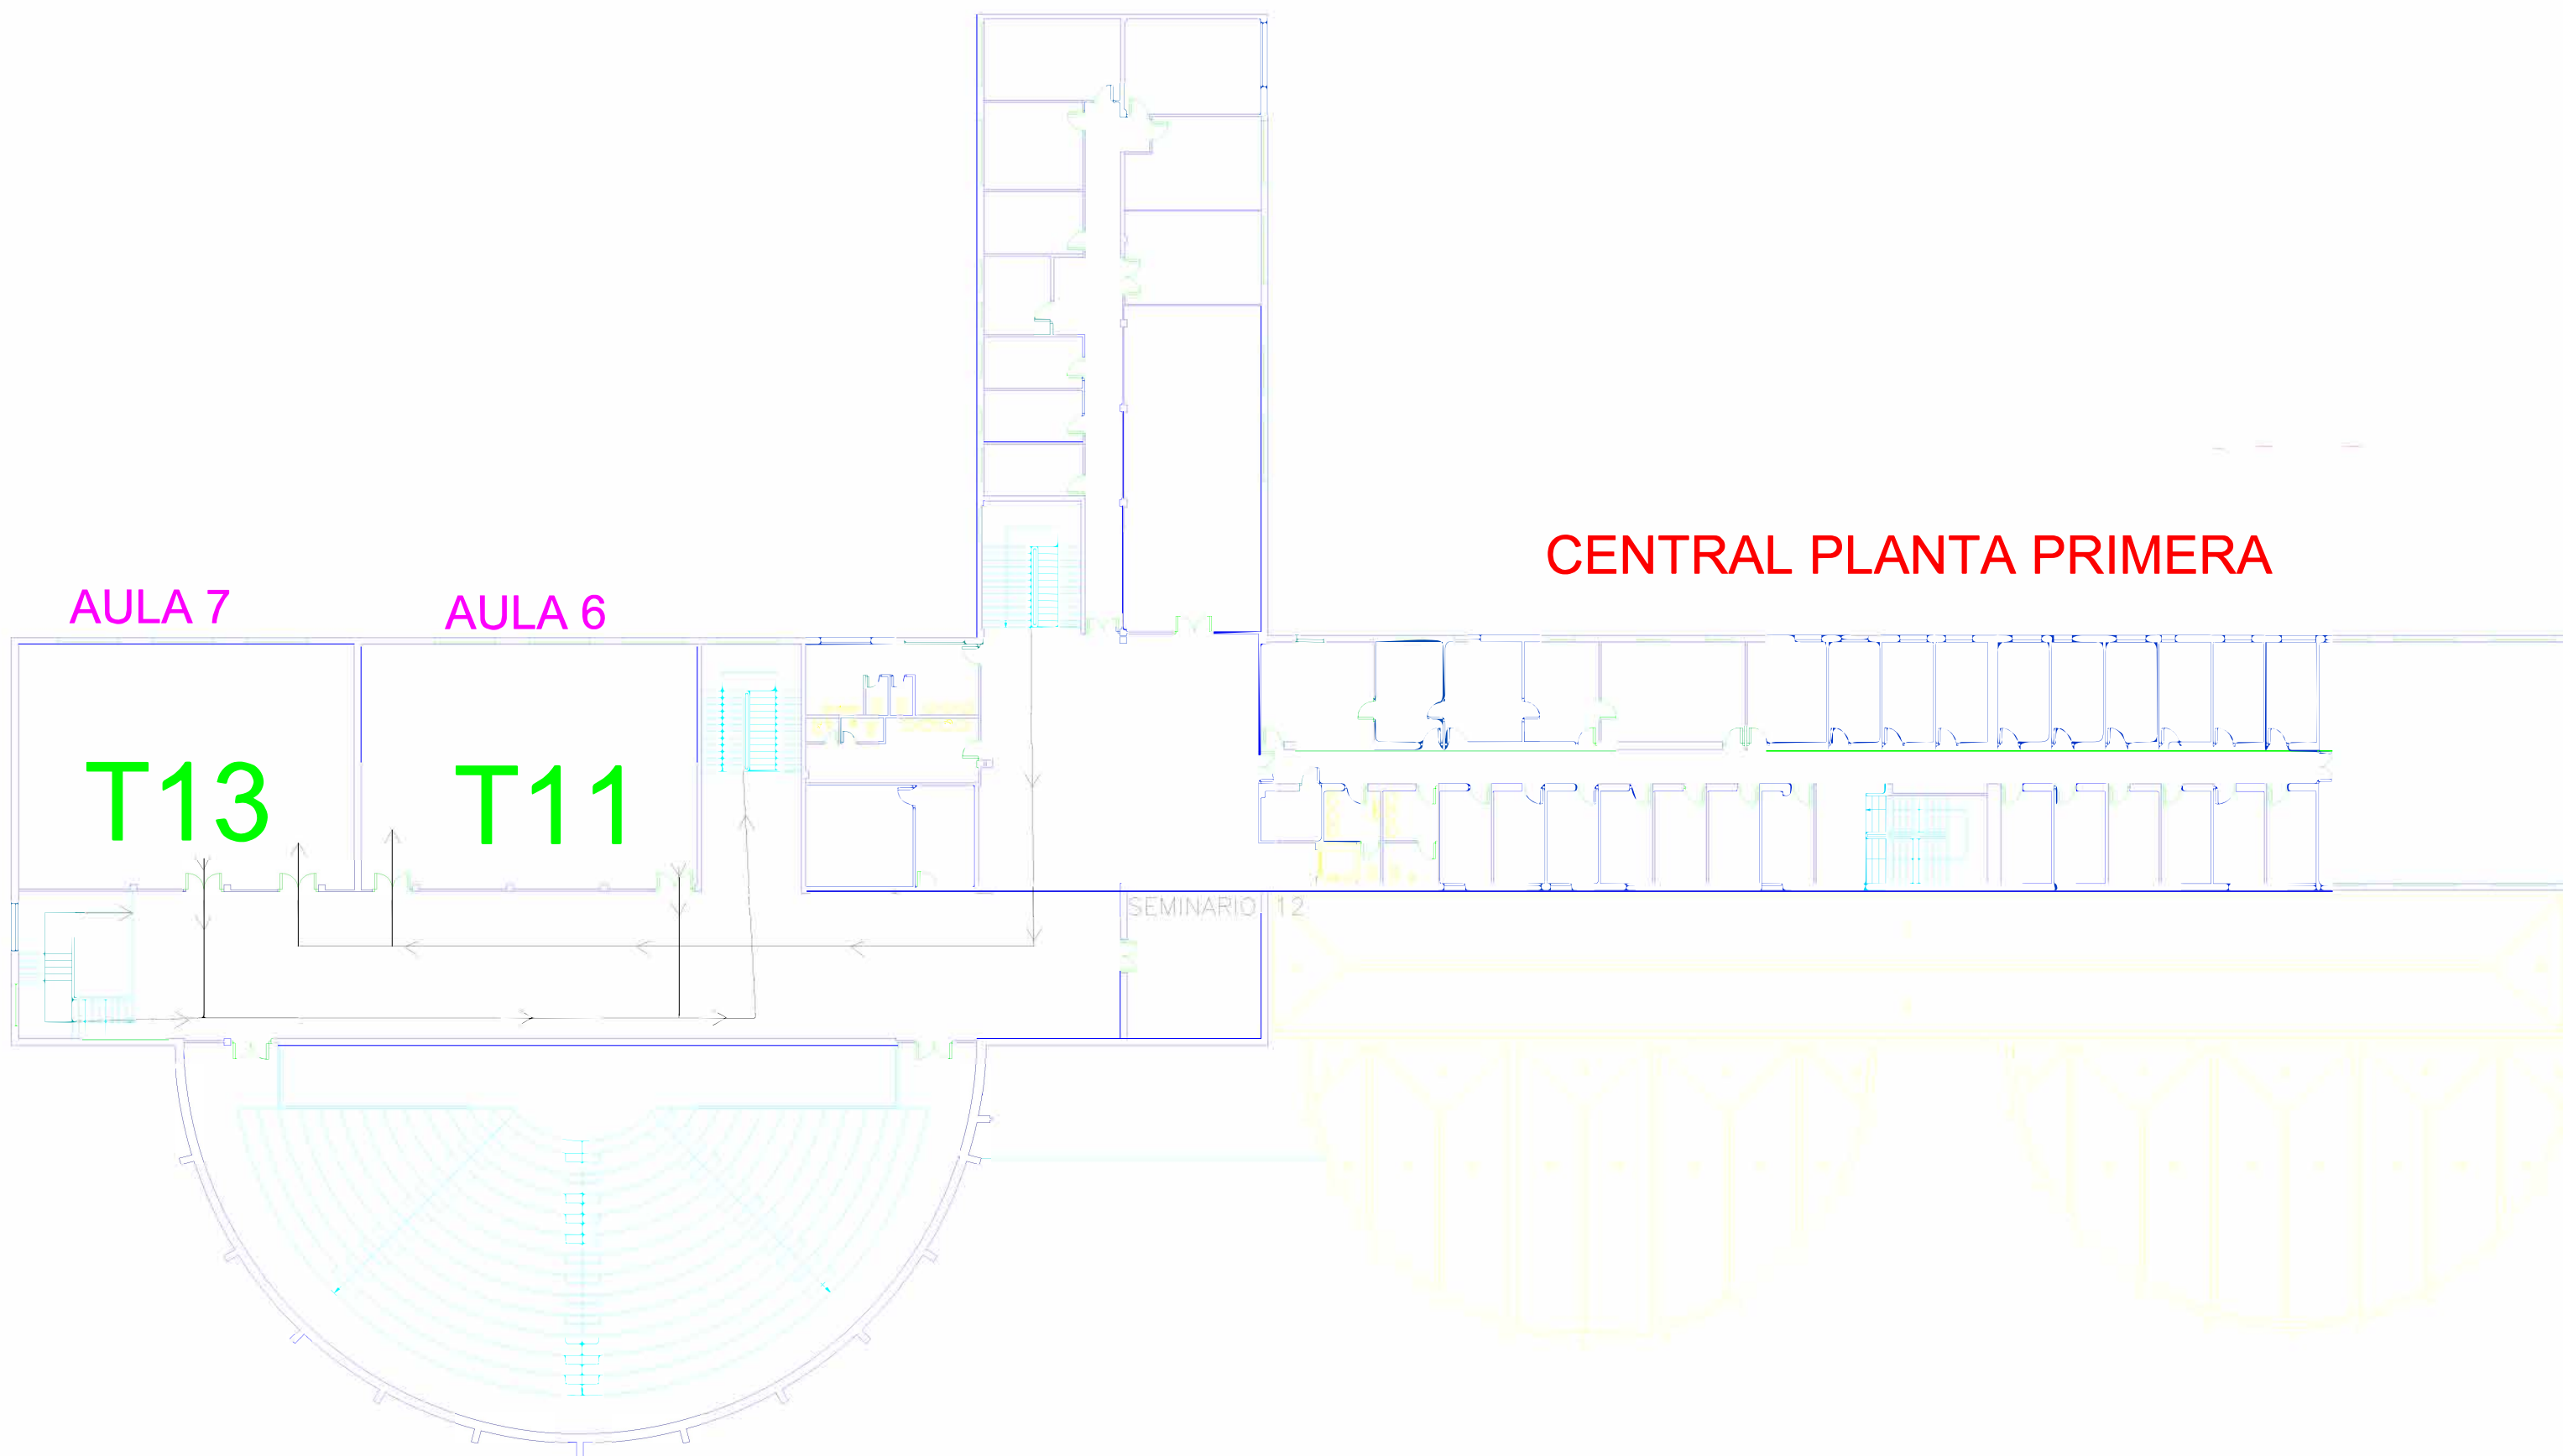 CENTRAL PLANTA PRIMERA
AULA 7
AULA 6
T13
T11
SEMINARIO 12